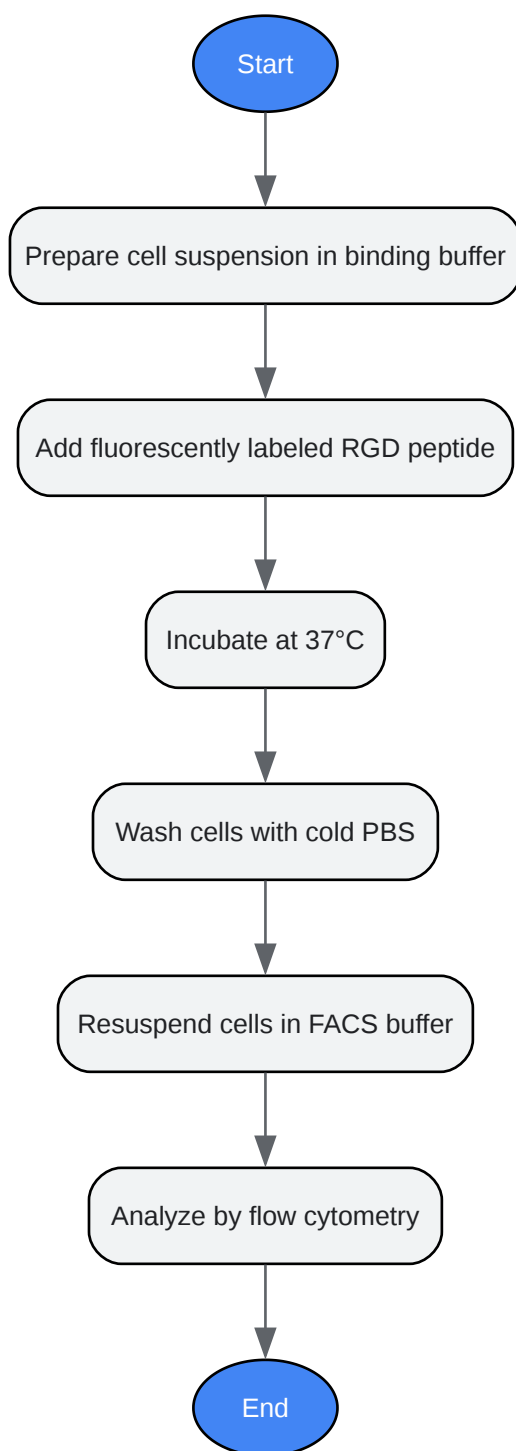 Start
Prepare cell suspension in binding buffer
Add fluorescently labeled RGD peptide
Incubate at 37°C
Wash cells with cold PBS
Resuspend cells in FACS buffer
Analyze by flow cytometry
End